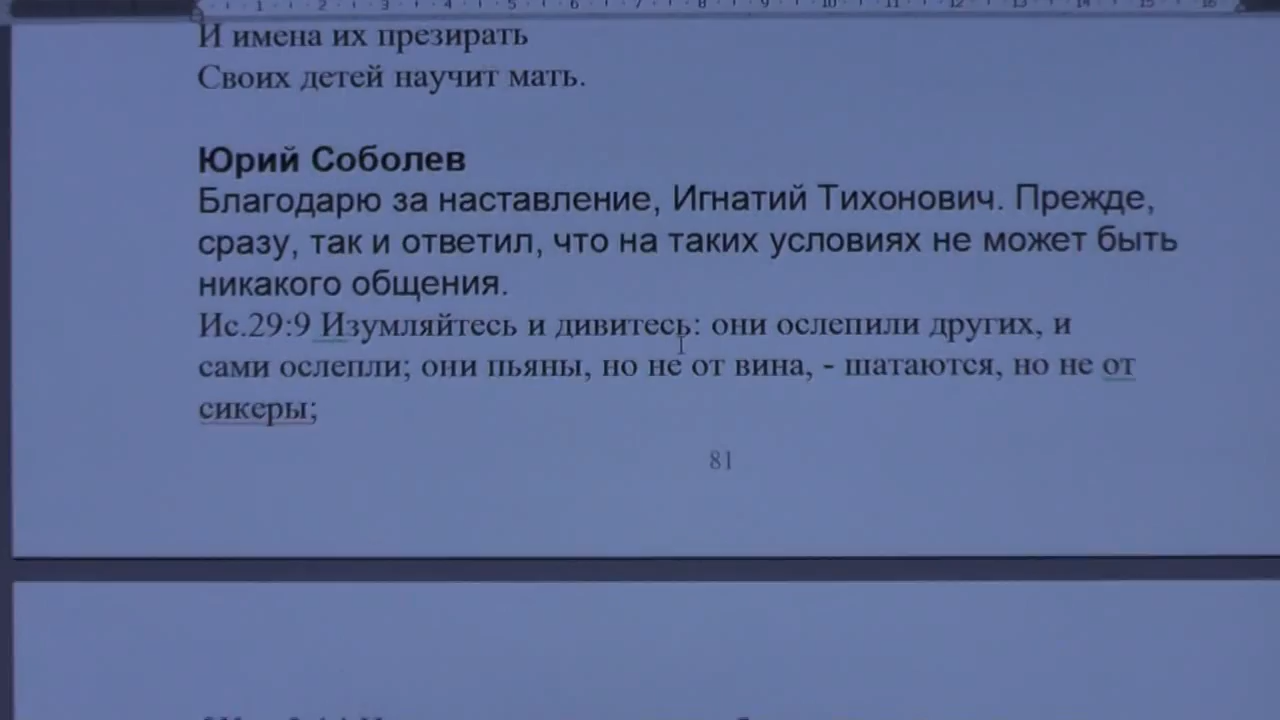 И имена их презирать
Своих детей научит мать.
Юрий Соболев
Благодарю за наставление, Игнатий Тихонович. Прежде,
сразу, так и ответил, что на таких условиях не может быть
никакого общения.
Ис.29:9 Изумляйтесь и дивитесь: они ослепили других, и
сами ослепли; они пьяны, но не от вина, - шатаются, но не от
сикеры;
81